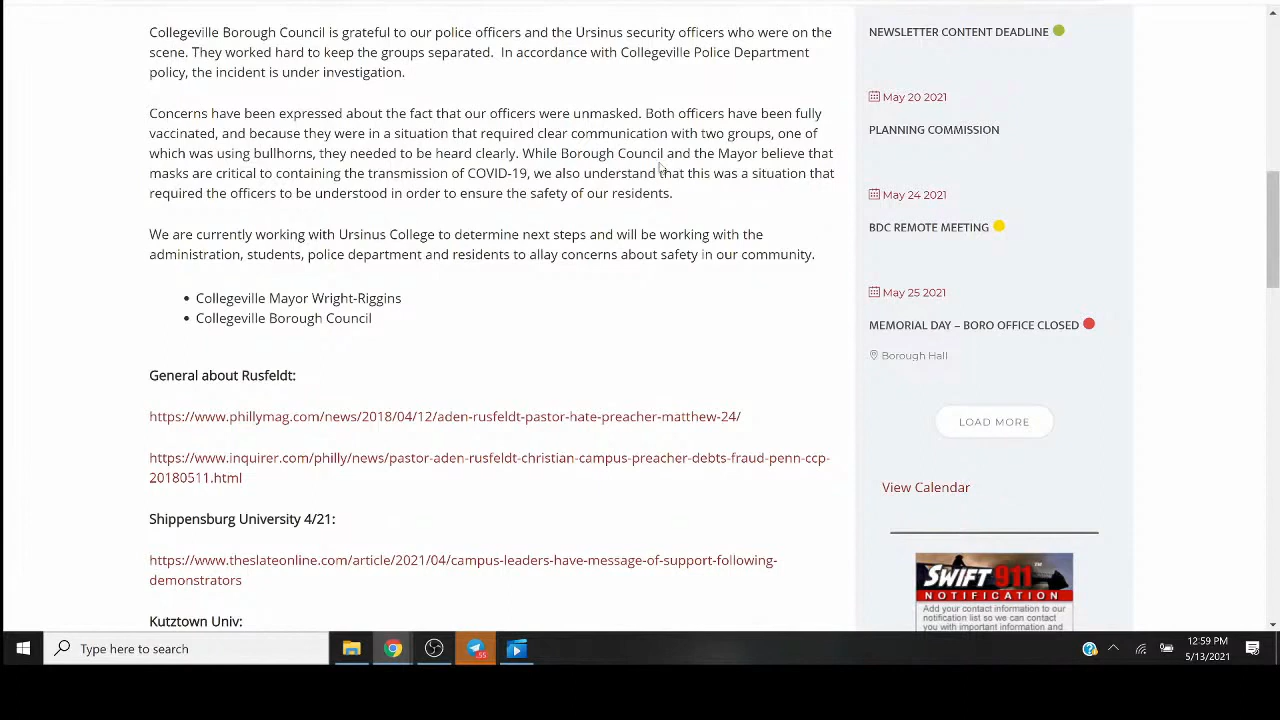 Collegeville Borough Council is grateful to our police officers and the Ursinus security officers who were on the
scene. They worked hard to keep the groups separated.  In accordance with Collegeville Police Department
policy, the incident is under investigation.
Concerns have been expressed about the fact that our officers were unmasked. Both officers have been fully
vaccinated, and because they were in a situation that required clear communication with two groups, one of
which was using bullhorns, they needed to be heard clearly. While Borough Council and the Mayor believe that
masks are critical to containing the transmission of COVID-19, we also understand that this was a situation that
required the officers to be understood in order to ensure the safety of our residents.
We are currently working with Ursinus College to determine next steps and will be working with the
administration, students, police department and residents to allay concerns about safety in our community.
• Collegeville Mayor Wright-Riggins
• Collegeville Borough Council
General about Rusfeldt:
https://www.phillymag.com/news/2018/04/12/aden-rusfeldt-pastor-hate-preacher-matthew-24/
https://www.inquirer.com/philly/news/pastor-aden-rusfeldt-christian-campus-preacher-debts-fraud-penn-ccp-
20180511.html
Shippensburg University 4/21:
https://www.theslateonline.com/article/2021/04/campus-leaders-have-message-of-support-following-
demonstrators
Kutztown Univ:
NEWSLETTER CONTENT DEADLINE
May 20 2021
PLANNING COMMISSION
May 24 2021
BDC REMOTE MEETING
May 25 2021
MEMORIAL DAY – BORO OFFICE CLOSED
Borough Hall
LOAD MORE
View Calendar
SWIFT 911™
NOTIFICATION
Add your contact information to our
notification list so we can contact
you with important information and
Type here to search
55
12:59 PM
5/13/2021